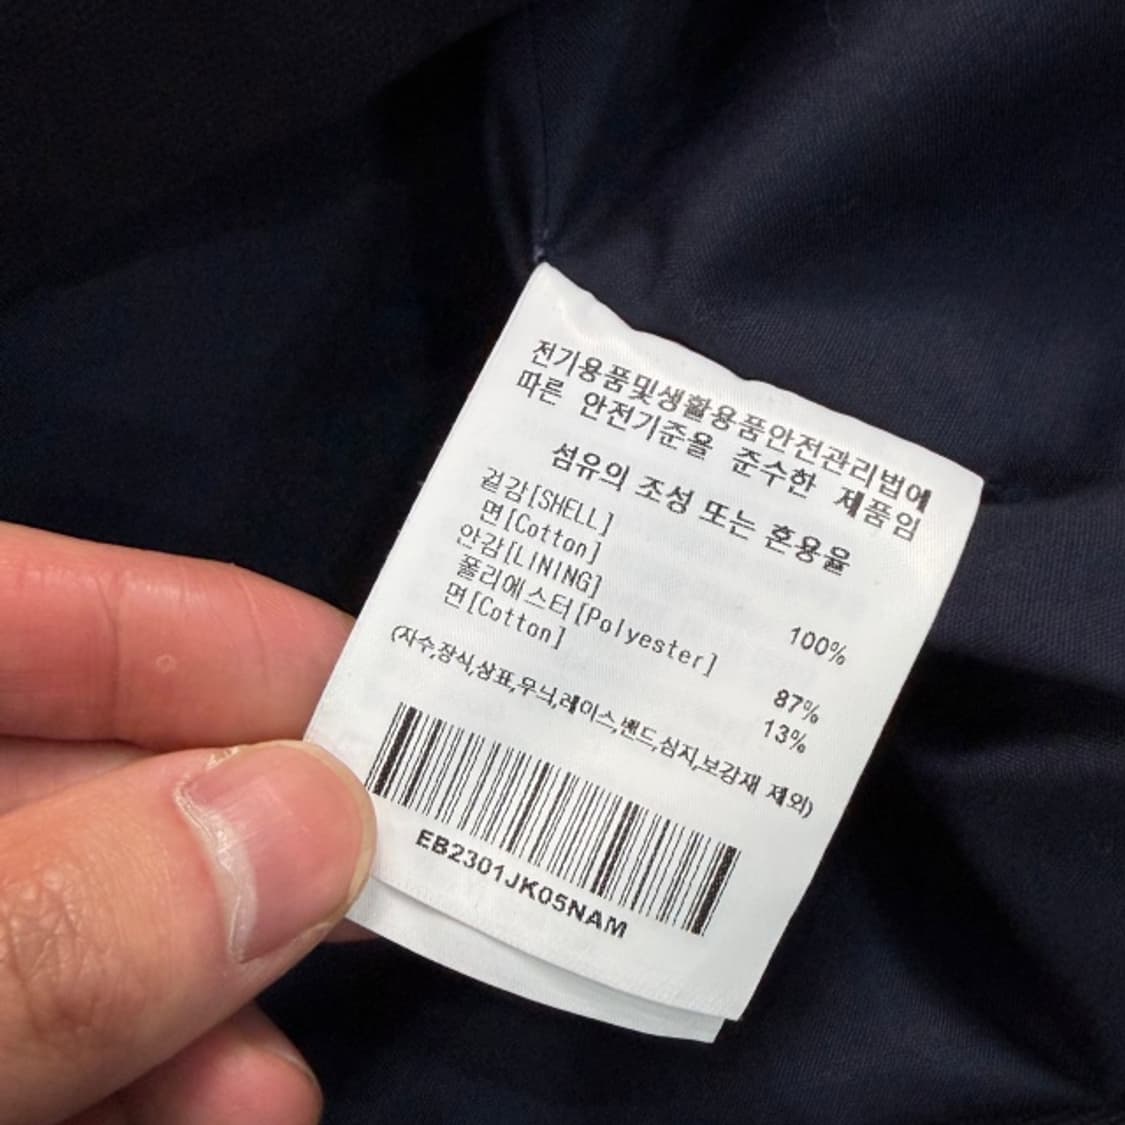 전기용품및생활용품안전관리법에
따른 안전기준을 준수한 제품임
섬유의 조성 또는 혼용율
겉감[SHELL]
면[Cotton] 100%
안감[LINING]
폴리에스터[Polyester] 87%
면[Cotton] 13%
(자수,장식,상표,무늬,레이스,밴드,심지,보강재 제외)
EB2301JK05NAM